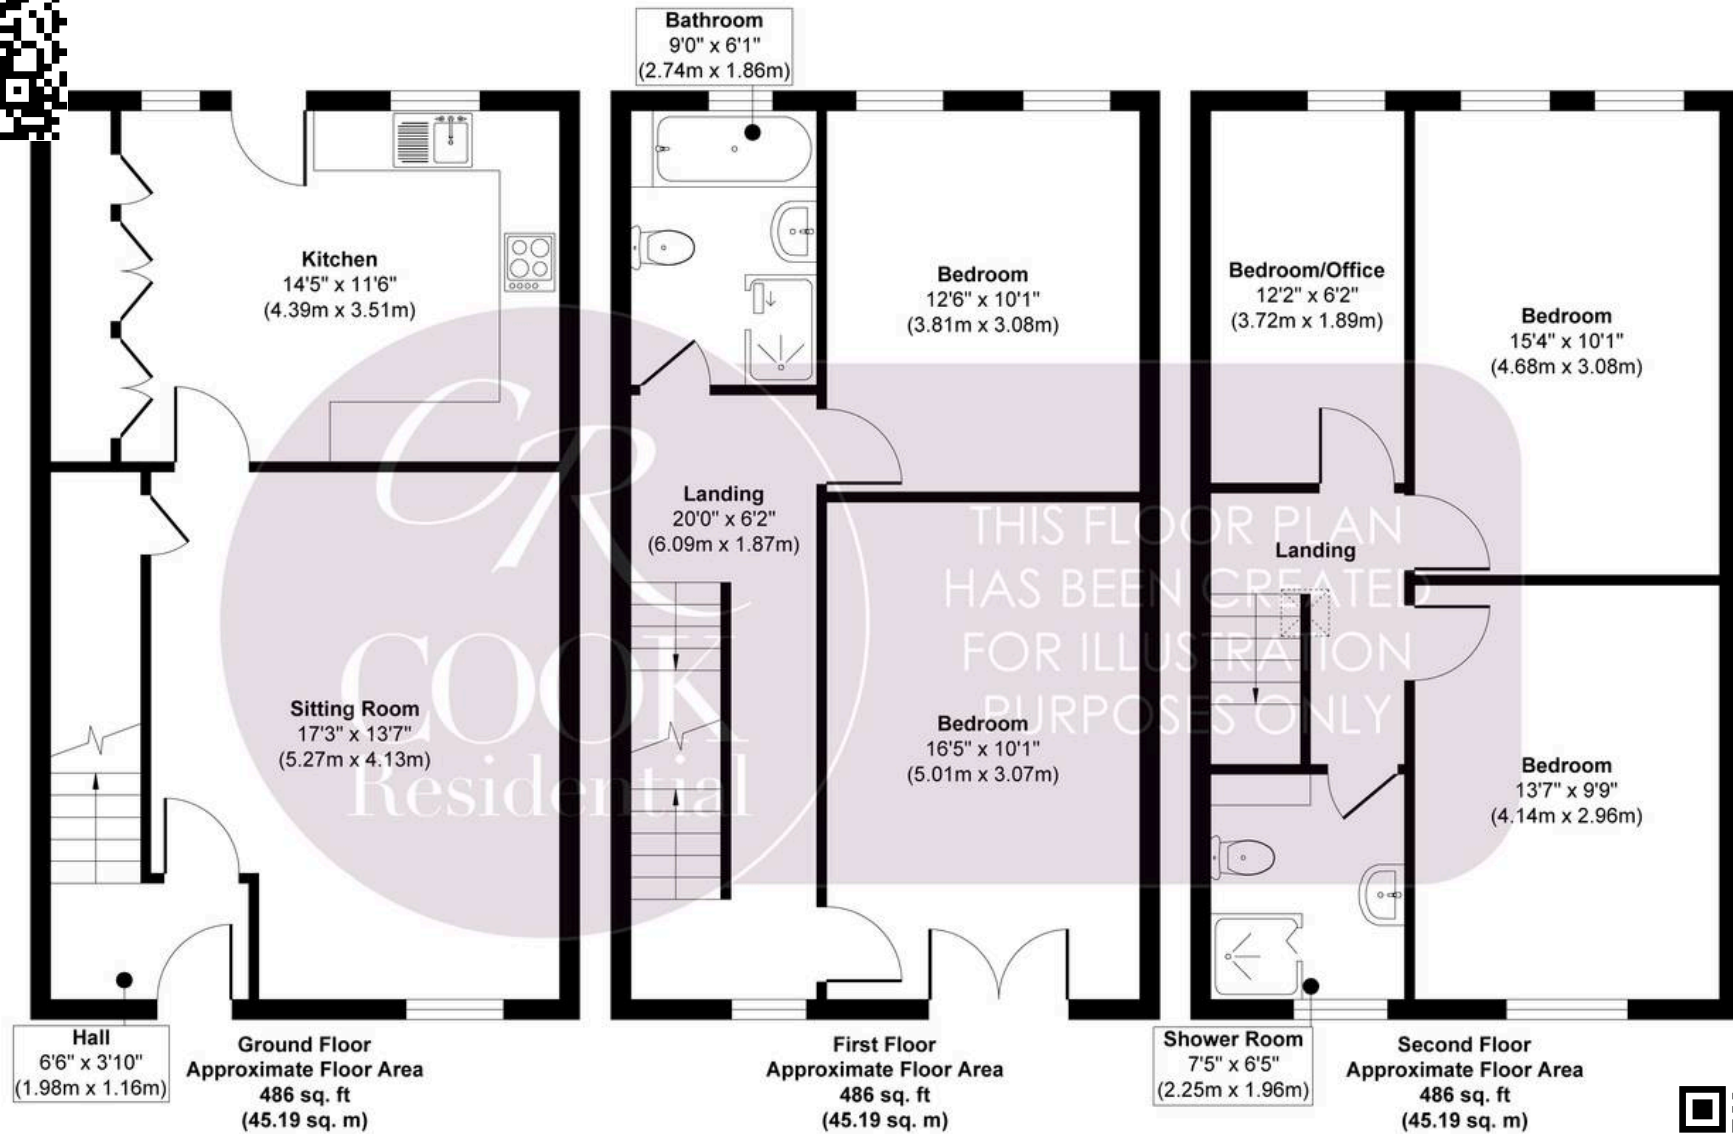 Bathroom
9'0" x 6'1"
(2.74m x 1.86m)
Kitchen
14'5" x 11'6"
(4.39m x 3.51m)
Bedroom
12'6" x 10'1"
(3.81m x 3.08m)
Bedroom/Office
12'2" x 6'2"
(3.72m x 1.89m)
Bedroom
15'4" x 10'1"
(4.68m x 3.08m)
Landing
20'0" x 6'2"
(6.09m x 1.87m)
Landing
Sitting Room
17'3" x 13'7"
(5.27m x 4.13m)
Bedroom
16'5" x 10'1"
(5.01m x 3.07m)
Bedroom
13'7" x 9'9"
(4.14m x 2.96m)
CR
COOK
Residential
THIS FLOOR PLAN
HAS BEEN CREATED
FOR ILLUSTRATION
PURPOSES ONLY
Hall
6'6" x 3'10"
(1.98m x 1.16m)
Ground Floor
Approximate Floor Area
486 sq. ft
(45.19 sq. m)
First Floor
Approximate Floor Area
486 sq. ft
(45.19 sq. m)
Shower Room
7'5" x 6'5"
(2.25m x 1.96m)
Second Floor
Approximate Floor Area
486 sq. ft
(45.19 sq. m)